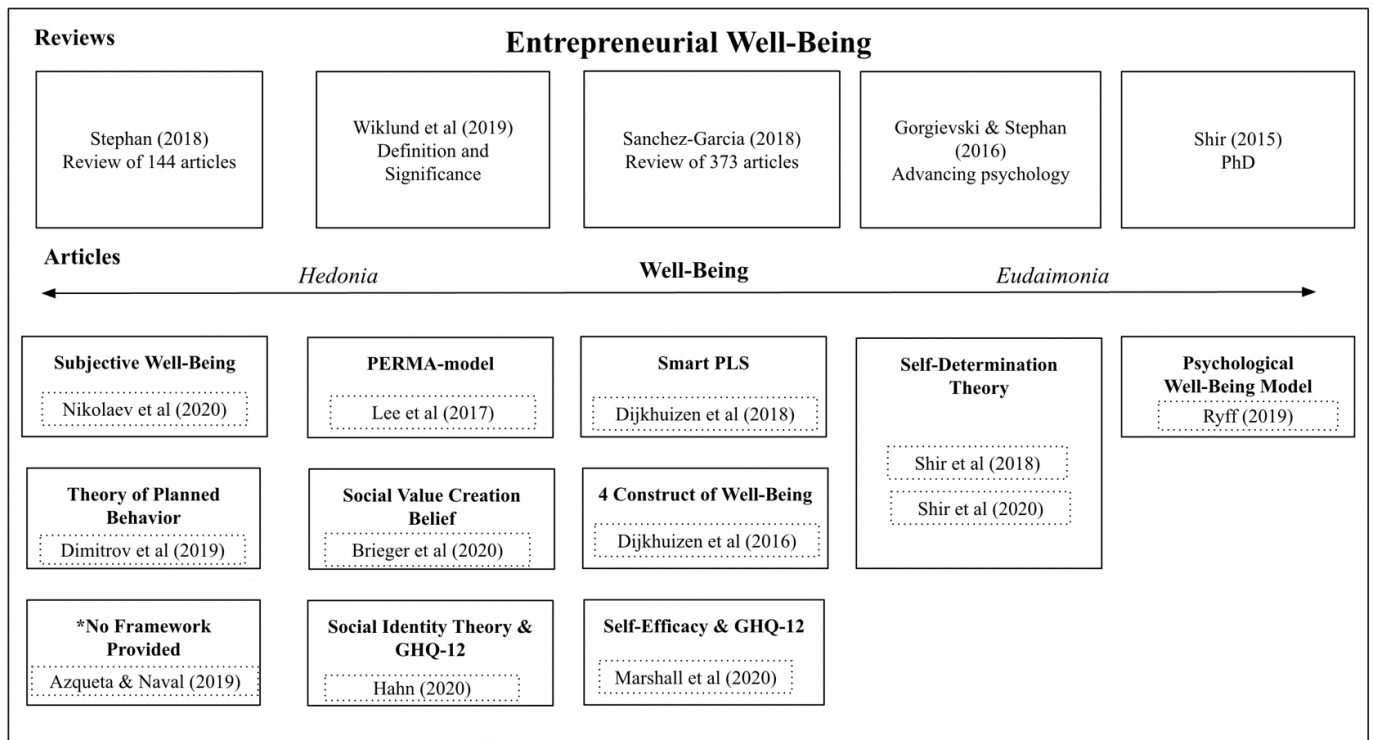 Reviews
Entrepreneurial Well-Being
Stephan (2018)
Review of 144 articles
Wiklund et al (2019)
Definition and
Significance
Sanchez-Garcia (2018)
Review of 373 articles
Gorgievski & Stephan
(2016)
Advancing psychology
Shir (2015)
PhD
Articles
Hedonia
Well-Being
Eudaimonia
Subjective Well-Being
Nikolaev et al (2020)
PERMA-model
Lee et al (2017)
Smart PLS
Dijkhuizen et al (2018)
Self-Determination
Theory
Shir et al (2018)
Shir et al (2020)
Psychological
Well-Being Model
Ryff (2019)
Theory of Planned
Behavior
Dimitrov et al (2019)
Social Value Creation
Belief
Brieger et al (2020)
4 Construct of Well-Being
Dijkhuizen et al (2016)
*No Framework
Provided
Azqueta & Naval (2019)
Social Identity Theory &
GHQ-12
Hahn (2020)
Self-Efficacy & GHQ-12
Marshall et al (2020)